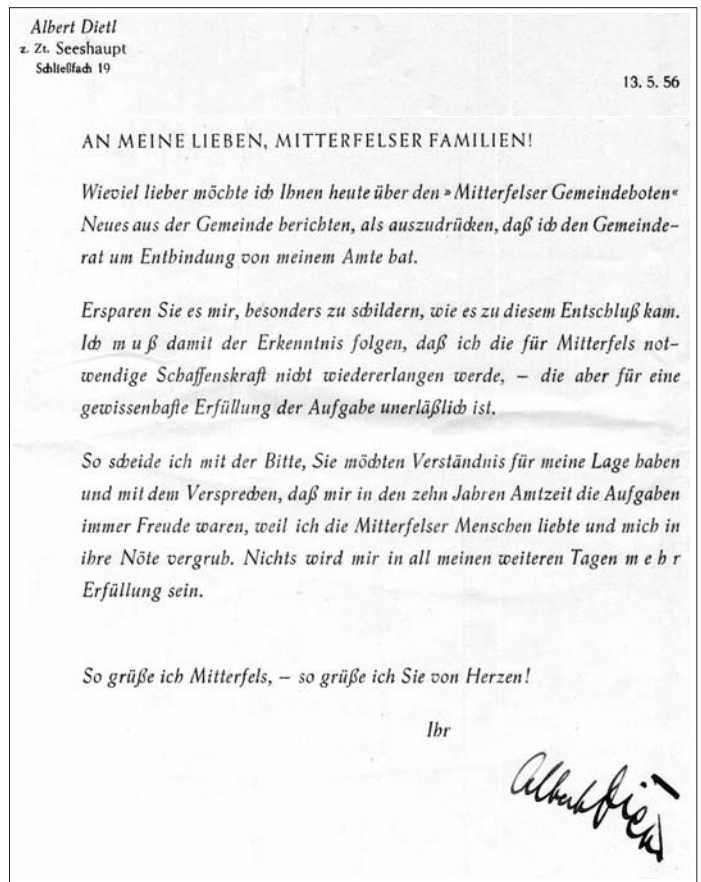 Albert Dietl
z. Zt. Seeshaupt
Schließfach 19
13. 5. 56
AN MEINE LIEBEN, MITTERFELSER FAMILIEN!
Wieviel lieber möchte ich Ihnen heute über den »Mitterfelser Gemeindeboten«
Neues aus der Gemeinde berichten, als auszudrücken, daß ich den Gemeinde-
rat um Entbindung von meinem Amte bat.
Ersparen Sie es mir, besonders zu schildern, wie es zu diesem Entschluß kam.
Ich m u ß damit der Erkenntnis folgen, daß ich die für Mitterfels not-
wendige Schaffenskraft nicht wiedererlangen werde, – die aber für eine
gewissenhafte Erfüllung der Aufgabe unerläßlich ist.
So scheide ich mit der Bitte, Sie möchten Verständnis für meine Lage haben
und mit dem Versprechen, daß mir in den zehn Jahren Amtzeit die Aufgaben
immer Freude waren, weil ich die Mitterfelser Menschen liebte und mich in
ihre Nöte vergrub. Nichts wird mir in all meinen weiteren Tagen m e h r
Erfüllung sein.
So grüße ich Mitterfels, – so grüße ich Sie von Herzen!
Ihr
Albert Dietl